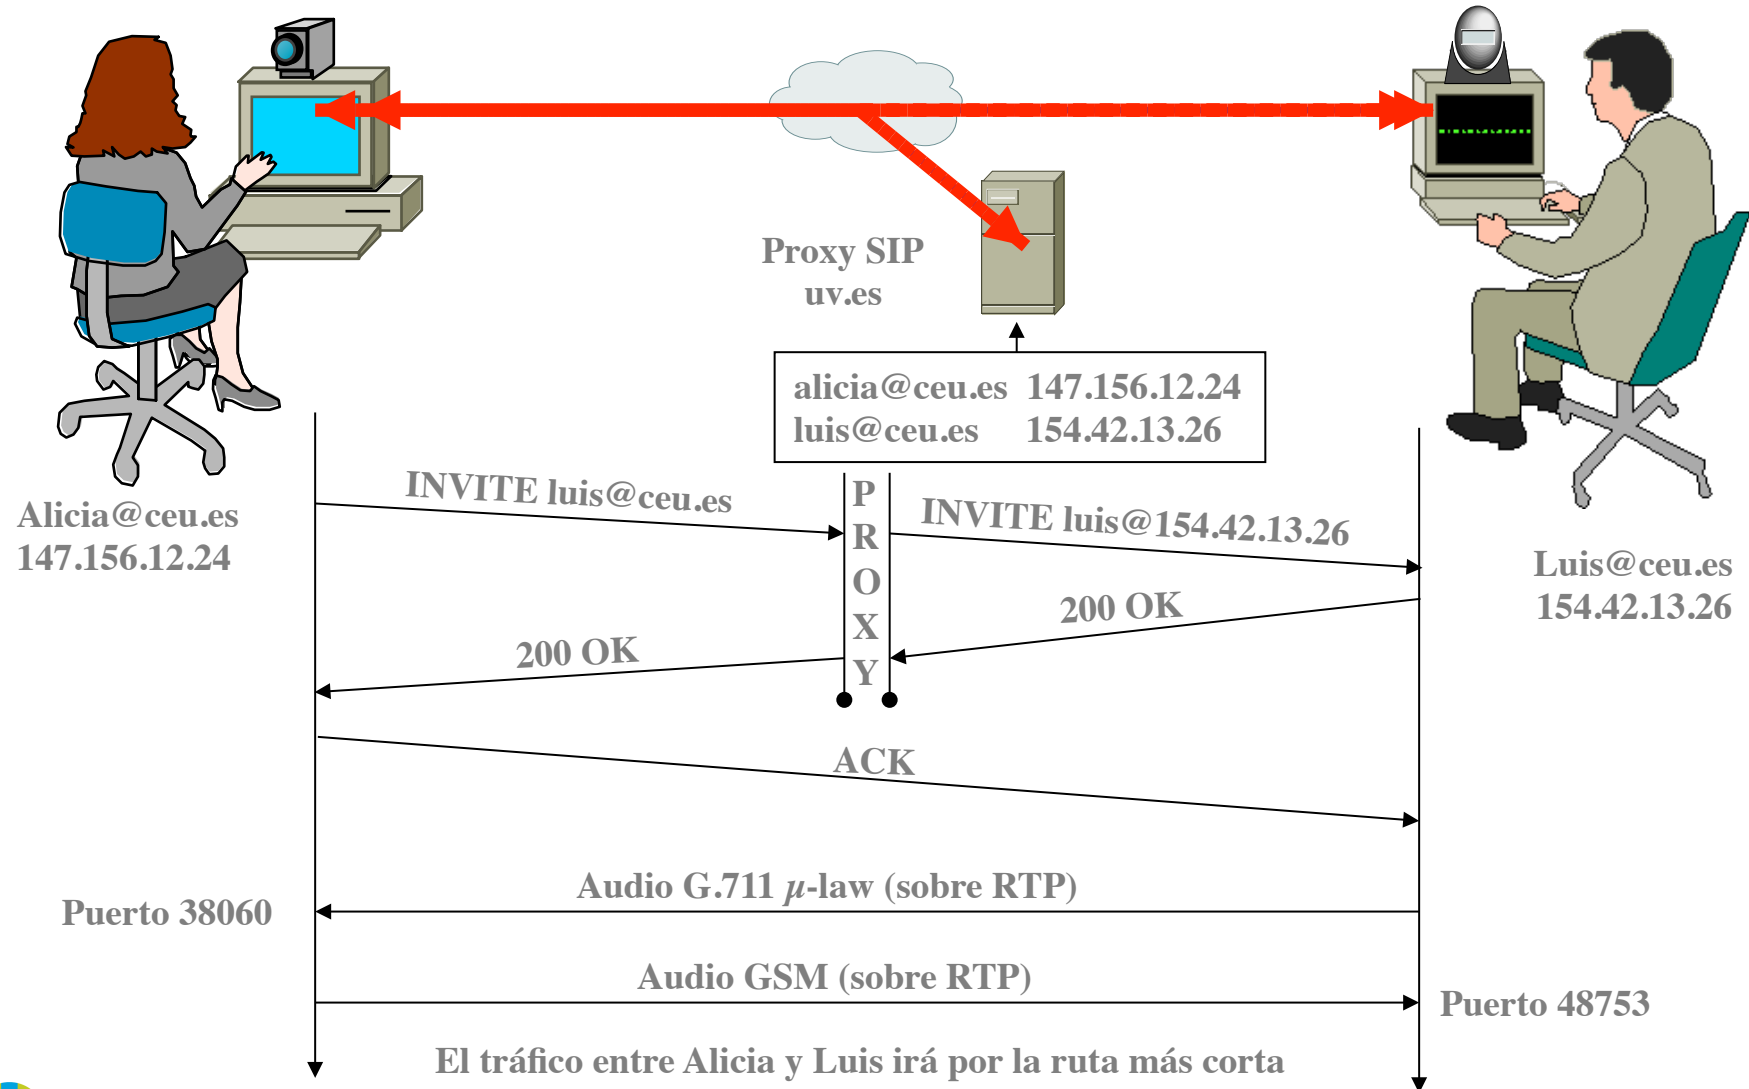 Proxy SIP
uv.es
alicia@ceu.es 147.156.12.24
luis@ceu.es 154.42.13.26
Alicia@ceu.es
147.156.12.24
INVITE luis@ceu.es
PROXY
INVITE luis@154.42.13.26
Luis@ceu.es
154.42.13.26
200 OK
200 OK
ACK
Audio G.711 µ-law (sobre RTP)
Puerto 38060
Audio GSM (sobre RTP)
Puerto 48753
El tráfico entre Alicia y Luis irá por la ruta más corta